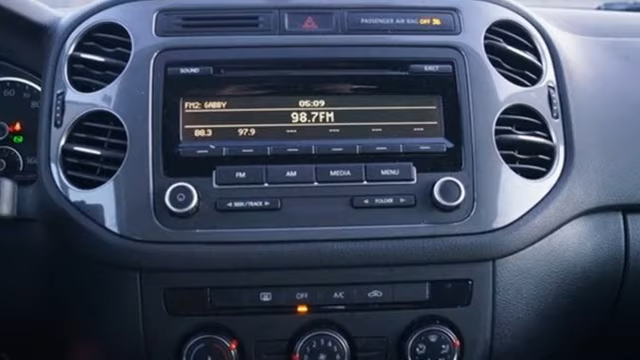 PASSENGER AIR BAG OFF
SOUND
EJECT
FM2: GABBY 05:09
98.7FM
88.3 97.9 --- --- --- ---
FM AM MEDIA MENU
SEEK/TRACK
FOLDER
OFF A/C